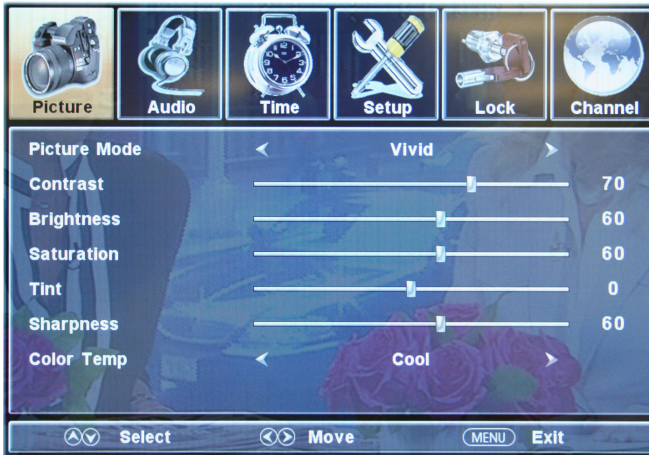 Picture Audio Time Setup Lock Channel
Picture Mode Vivid
Contrast 70
Brightness 60
Saturation 60
Tint 0
Sharpness 60
Color Temp Cool
Select Move MENU Exit